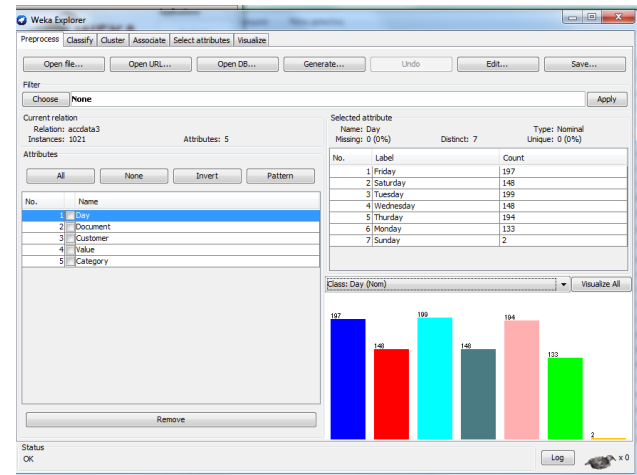 Weka Explorer
Preprocess Classify Cluster Associate Select attributes Visualize
Open file... Open URL... Open DB... Generate... Undo Edit... Save...
Filter
Choose None Apply
Current relation
Relation: accdata3
Instances: 1021 Attributes: 5
Attributes
All None Invert Pattern
No. Name
1 Day
2 Document
3 Customer
4 Value
5 Category
Remove
Selected attribute
Name: Day Type: Nominal
Missing: 0 (0%) Distinct: 7 Unique: 0 (0%)
No. Label Count
1 Friday 197
2 Saturday 148
3 Tuesday 199
4 Wednesday 148
5 Thurday 194
6 Monday 133
7 Sunday 2
Class: Day (Nom) Visualize All
197 148 199 148 194 133 2
Status
OK Log x 0